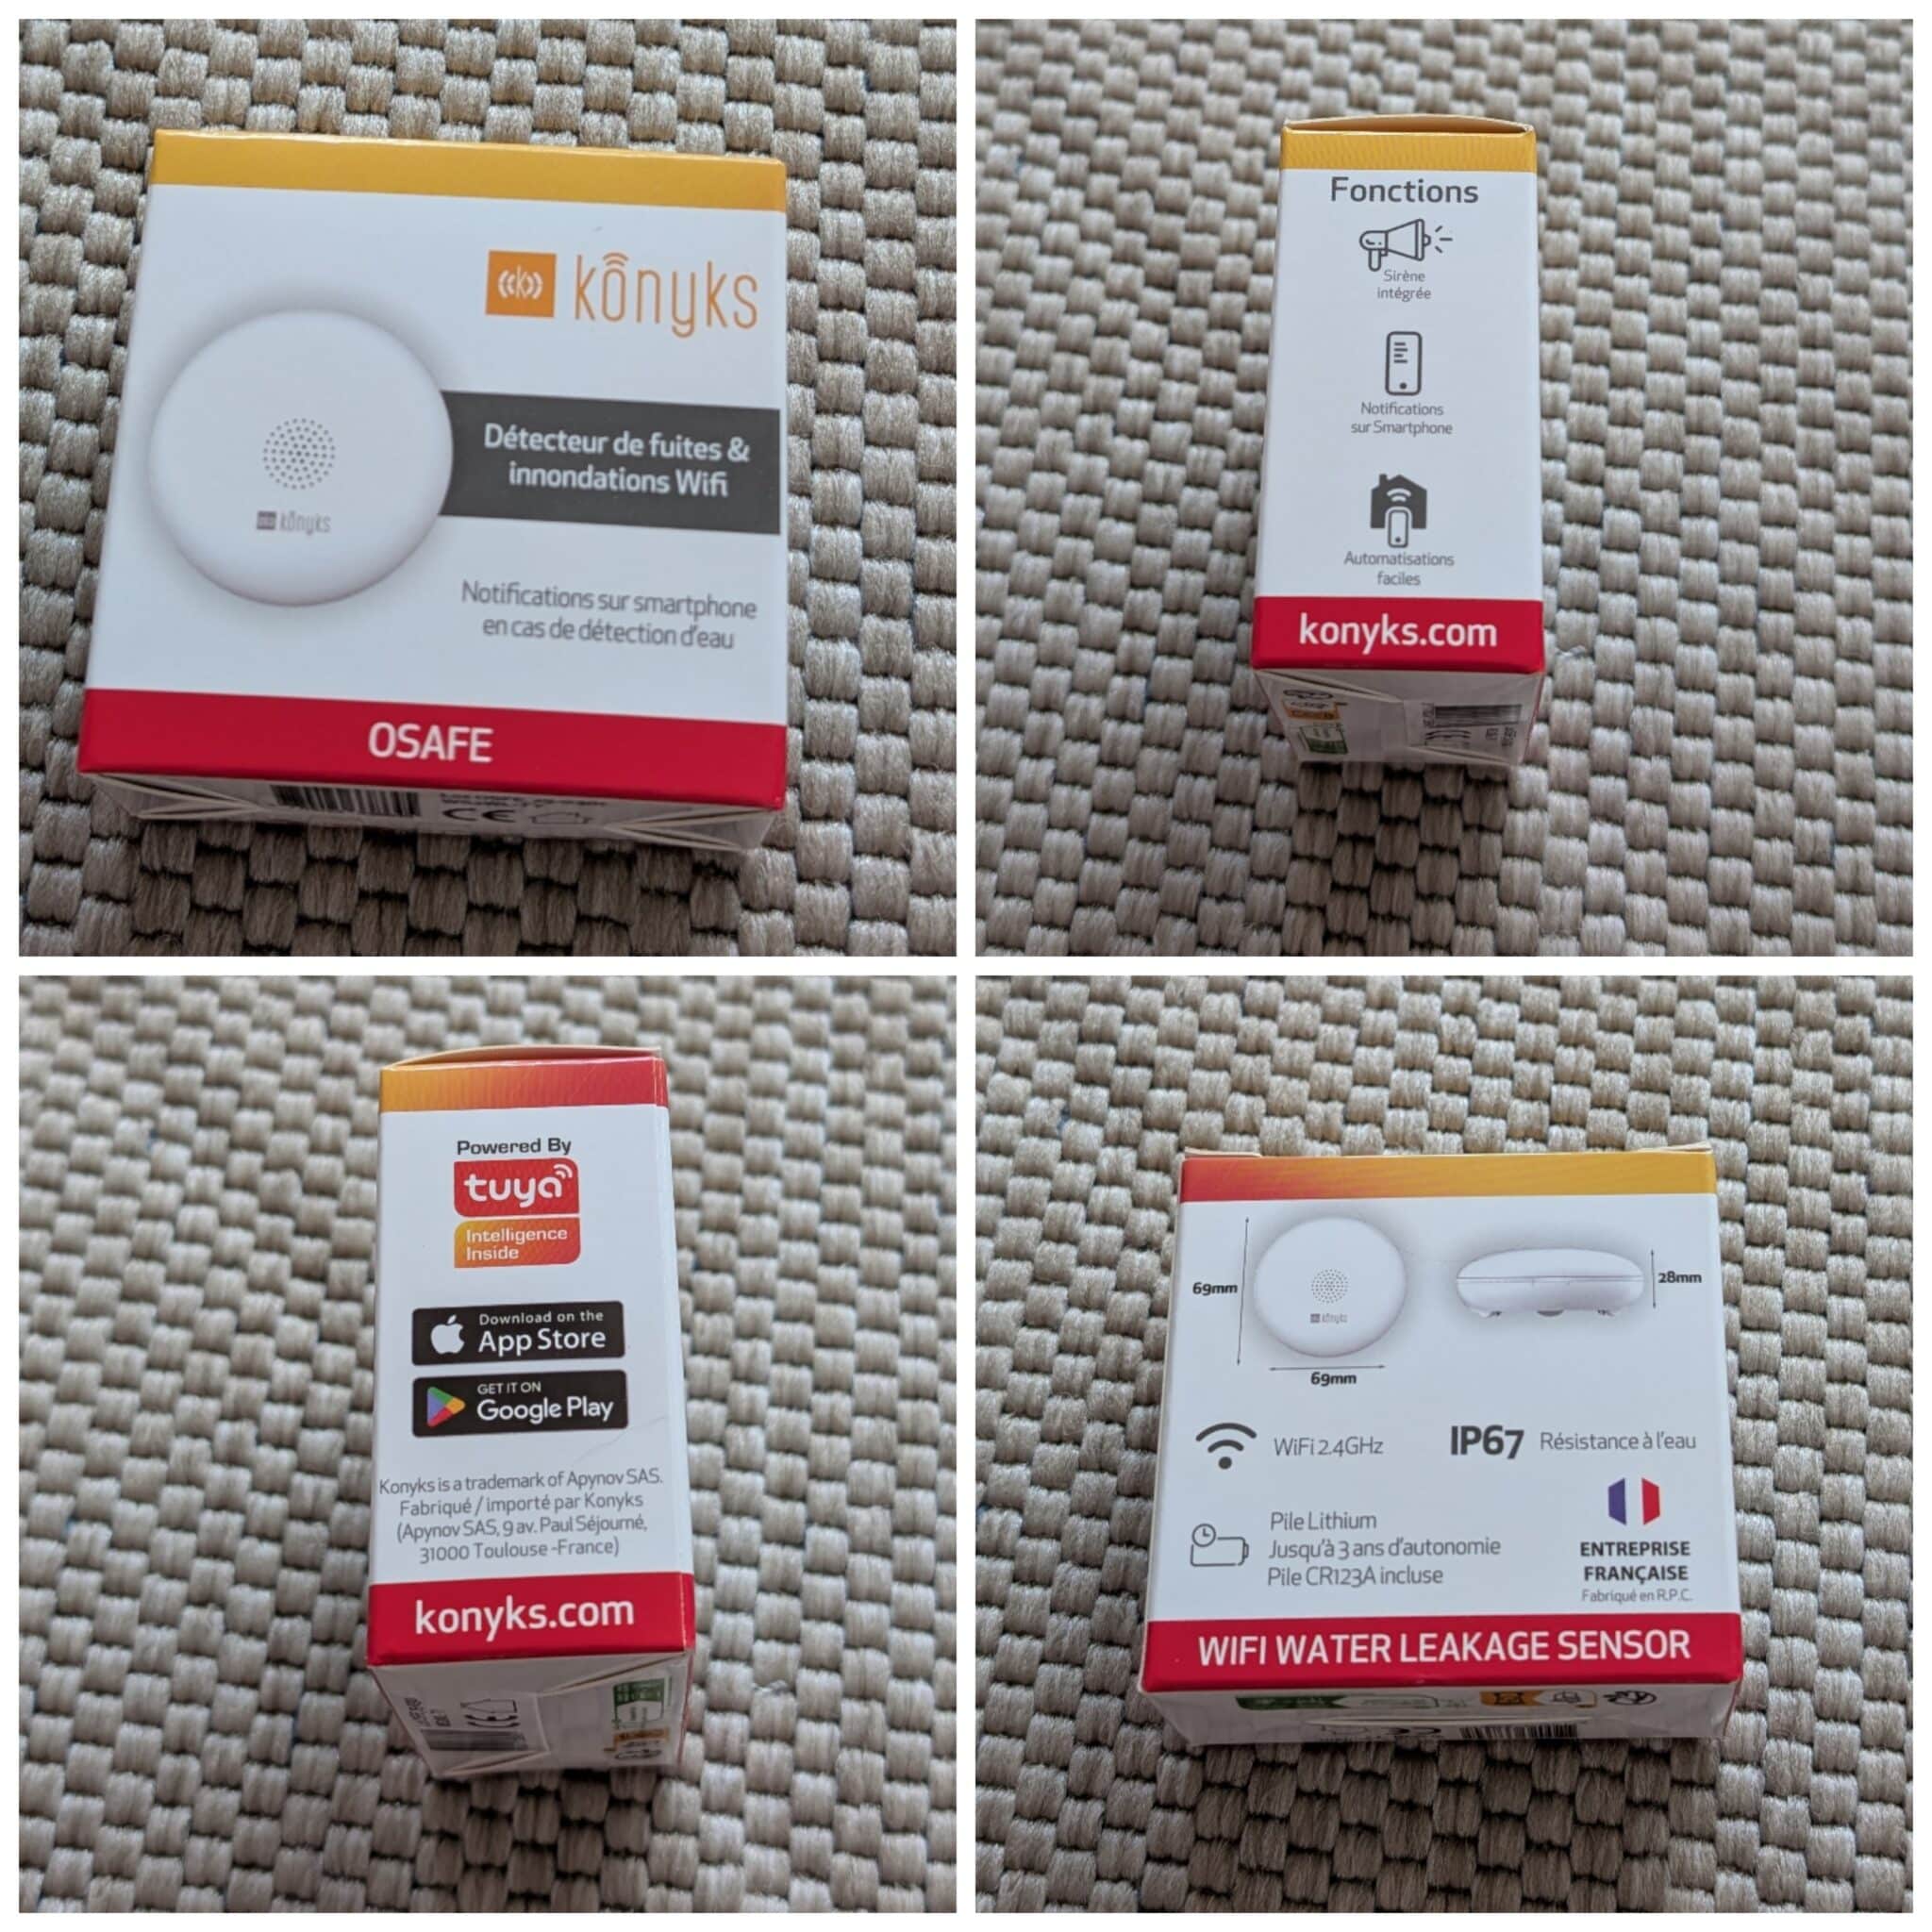 konyks
Détecteur de fuites &
innondations Wifi
konyks
Notifications sur smartphone
en cas de détection d'eau
OSAFE
CE
Fonctions
Sirène
intégrée
Notifications
sur Smartphone
Automatisations
faciles
konyks.com
Powered By
tuya
Intelligence
Inside
Download on the
App Store
GET IT ON
Google Play
Konyks is a trademark of Apynov SAS.
Fabriqué / importé par Konyks
(Apynov SAS, 9 av. Paul Séjourné,
31000 Toulouse -France)
konyks.com
CE
69mm
28mm
konyks
69mm
WiFi 2.4GHz
IP67 Résistance à l'eau
Pile Lithium
Jusqu'à 3 ans d'autonomie
Pile CR123A incluse
ENTREPRISE
FRANÇAISE
Fabriqué en R.P.C.
WIFI WATER LEAKAGE SENSOR